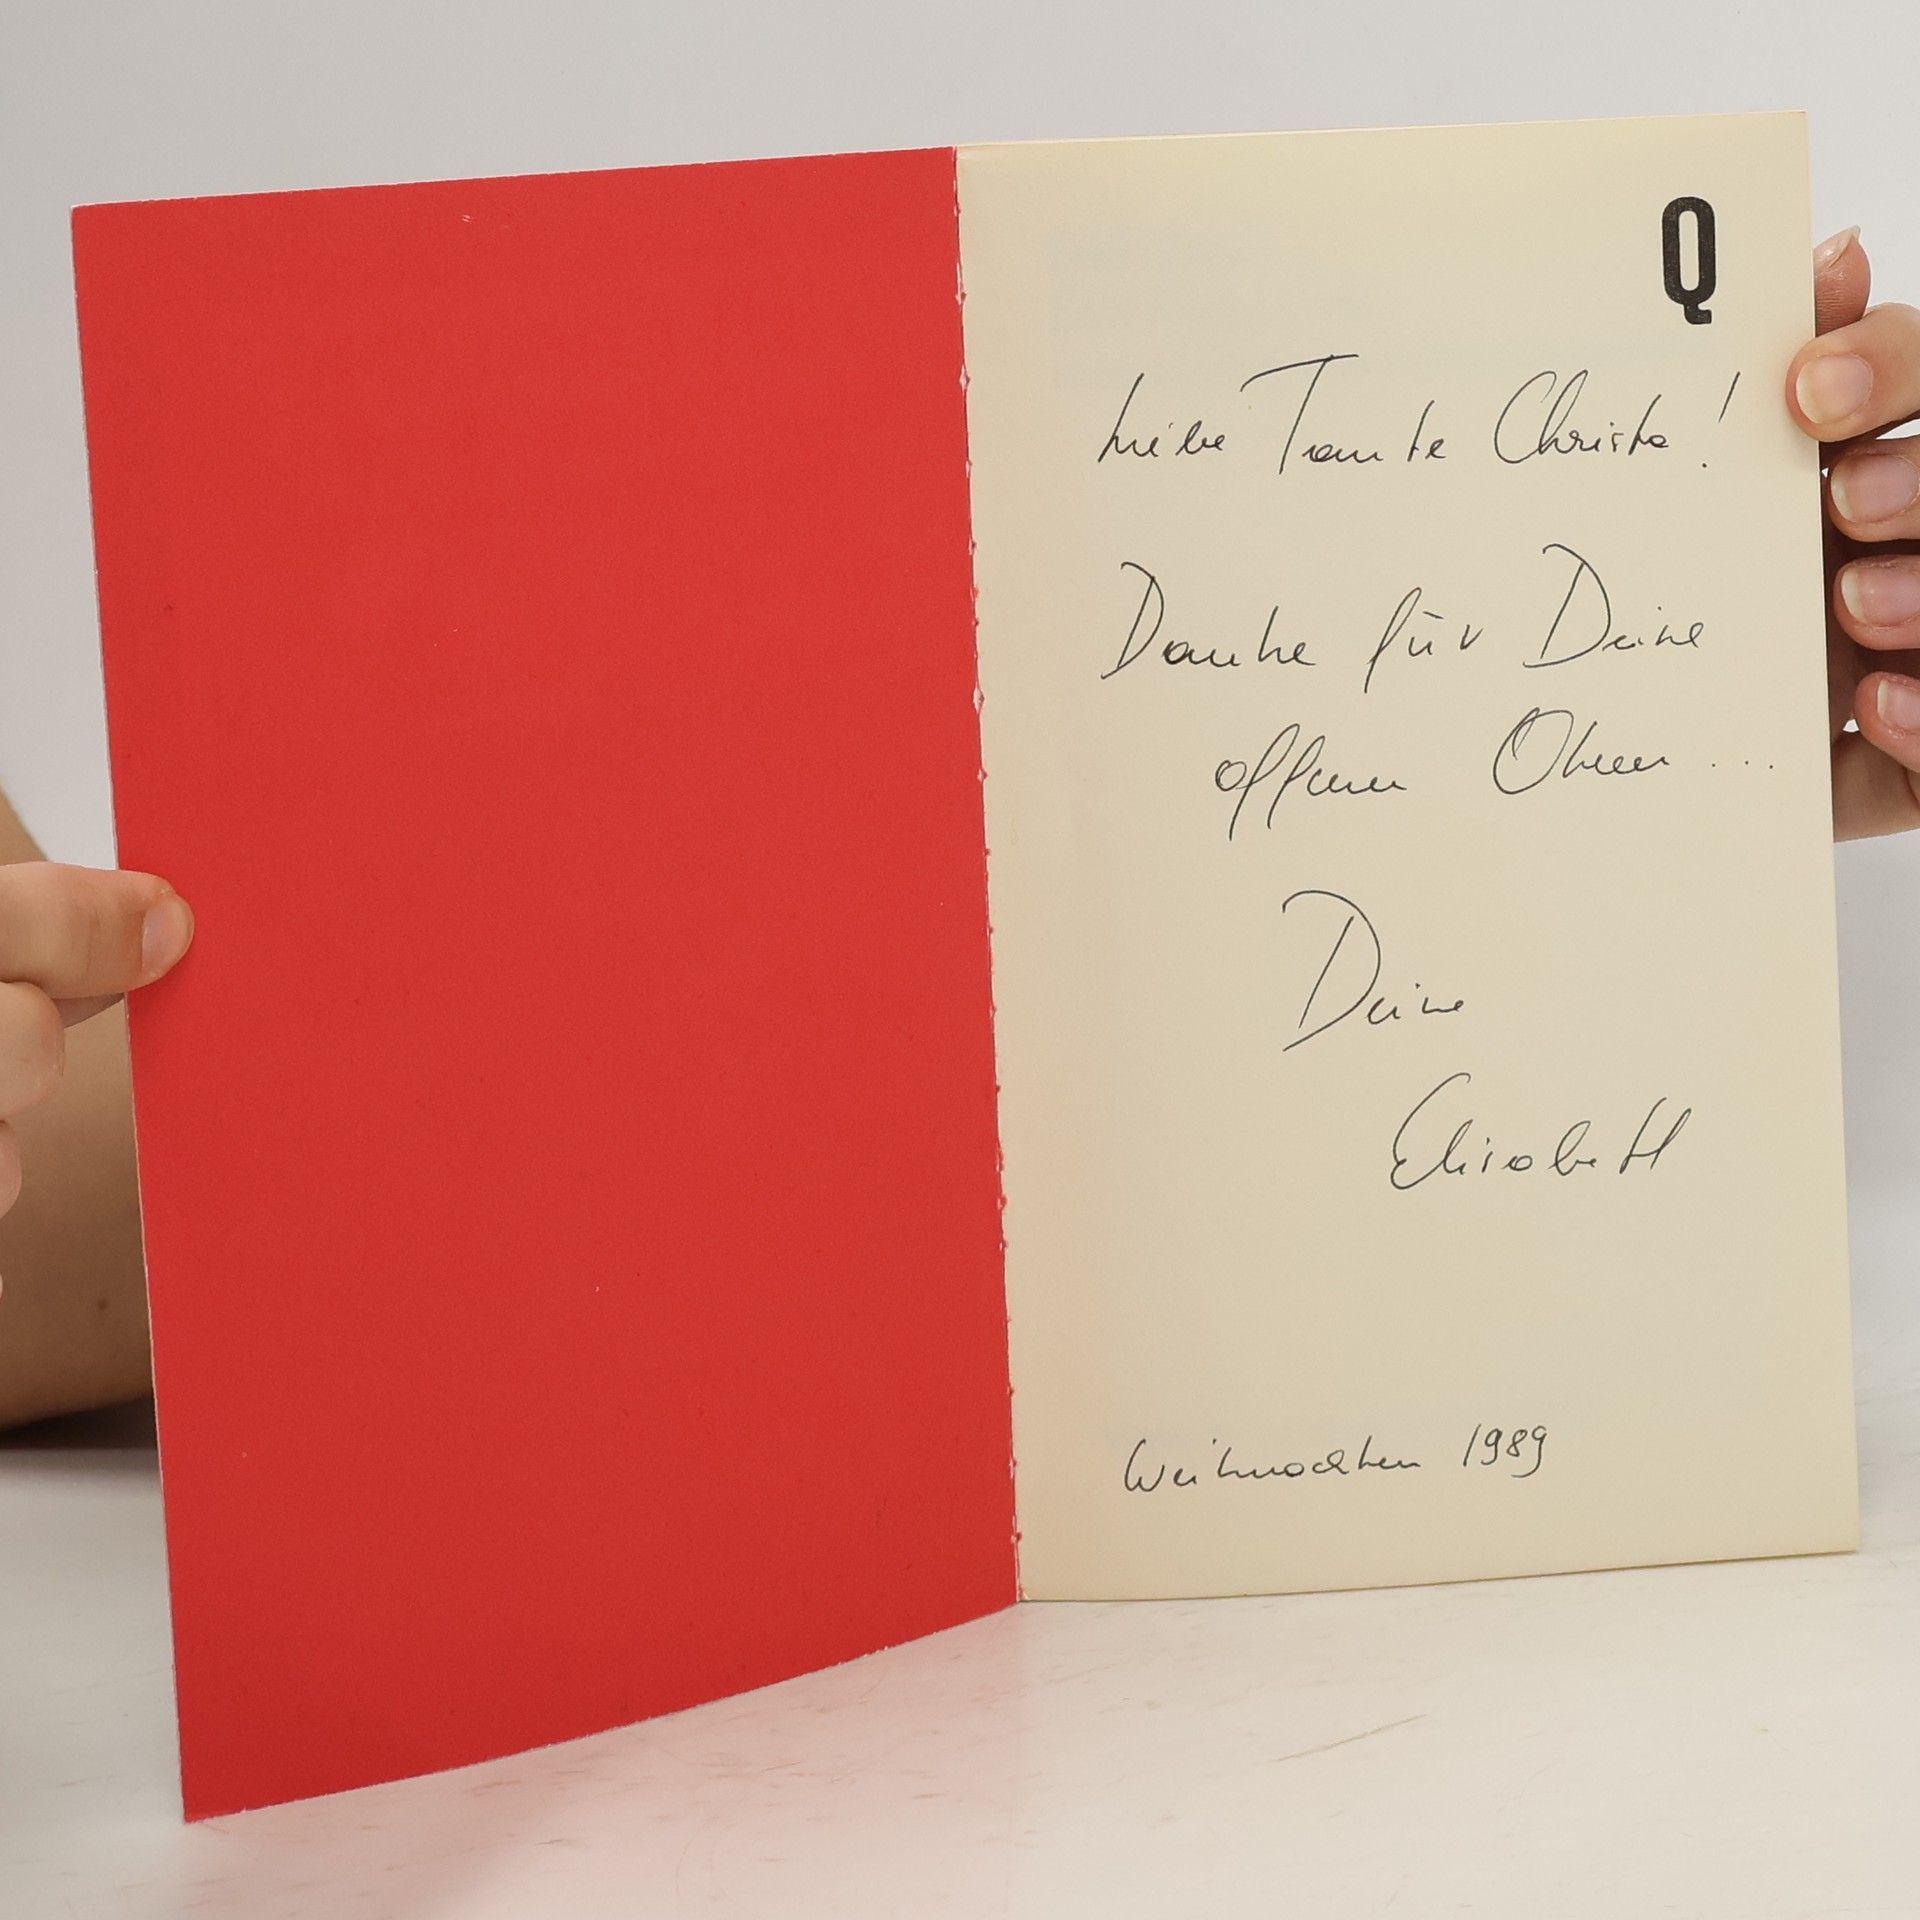 Q
Liebe Tante Christa!
Danke für Deine
offenen Ohren ...
Deine
Elisabeth
Weihnachten 1989